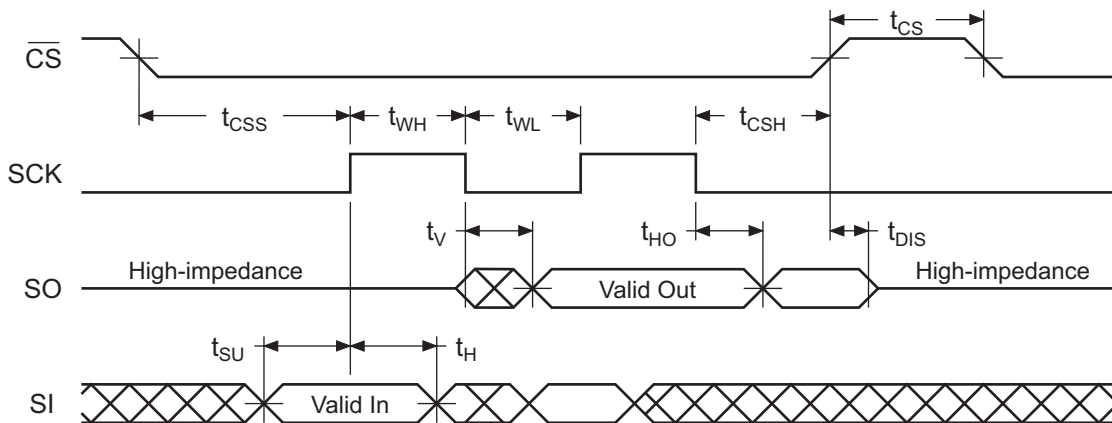 tCS
CS
tCSS
tWH
tWL
tCSH
SCK
tV
tHO
tDIS
High-impedance
High-impedance
SO
Valid Out
tSU
tH
SI
Valid In